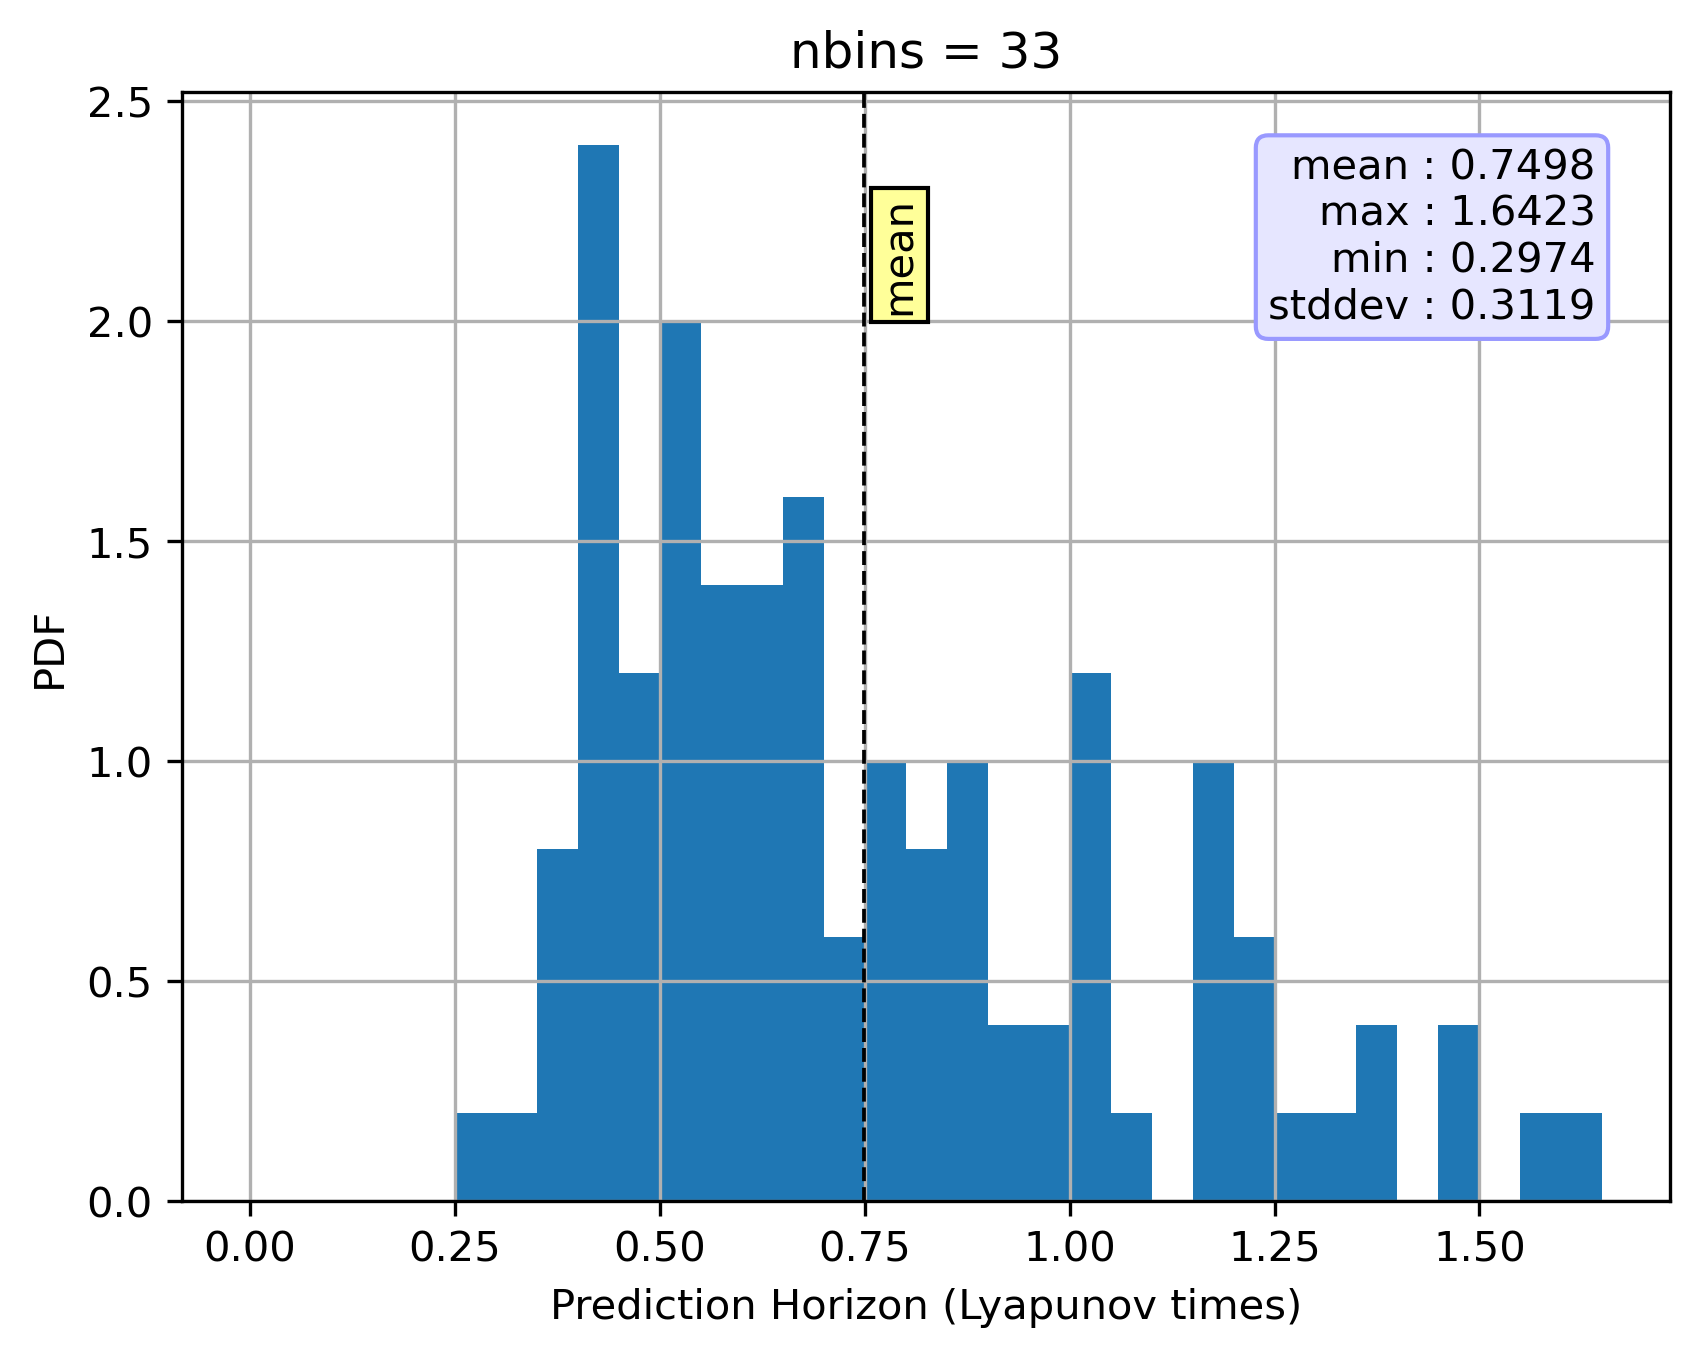 nbins = 33
2.5
2.0
1.5
1.0
0.5
0.0
PDF
mean
mean : 0.7498
max : 1.6423
min : 0.2974
stddev : 0.3119
0.00 0.25 0.50 0.75 1.00 1.25 1.50
Prediction Horizon (Lyapunov times)